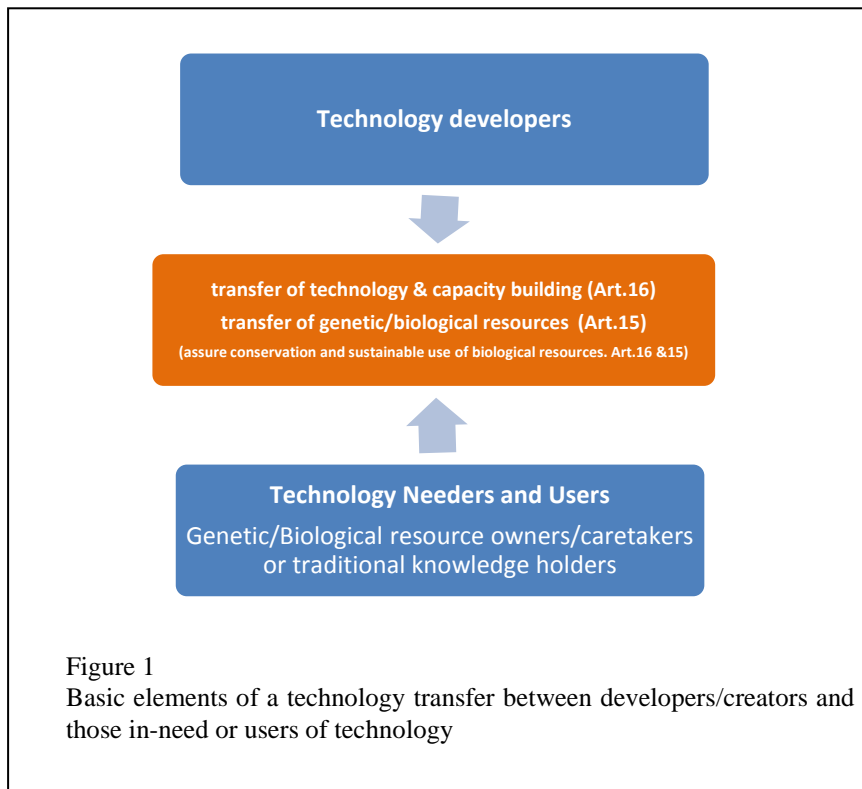 Technology developers
transfer of technology & capacity building (Art.16)
transfer of genetic/biological resources (Art.15)
(assure conservation and sustainable use of biological resources. Art.16 &15)
Technology Needers and Users
Genetic/Biological resource owners/caretakers
or traditional knowledge holders
Figure 1
Basic elements of a technology transfer between developers/creators and
those in-need or users of technology